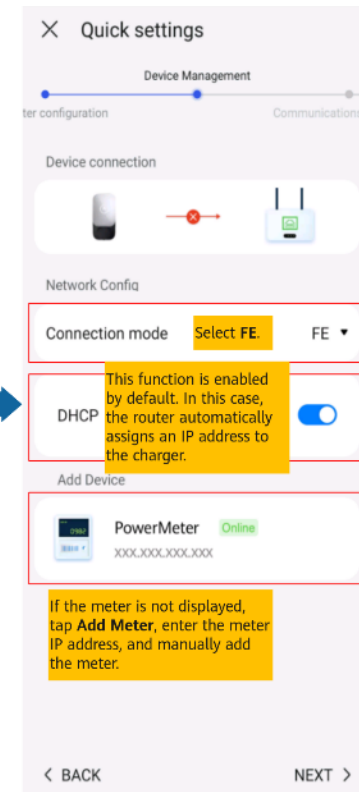 Quick settings
Device Management
ter configuration
Communication
Device connection
Network Config
Connection mode
Select FE.
FE
This function is enabled
by default. In this case,
DHCP
the router automatically
assigns an IP address to
the charger.
Add Device
PowerMeter
Online
XXX.XXX.XXX.XXX
If the meter is not displayed,
tap Add Meter, enter the meter
IP address, and manually add
the meter.
< BACK
NEXT >